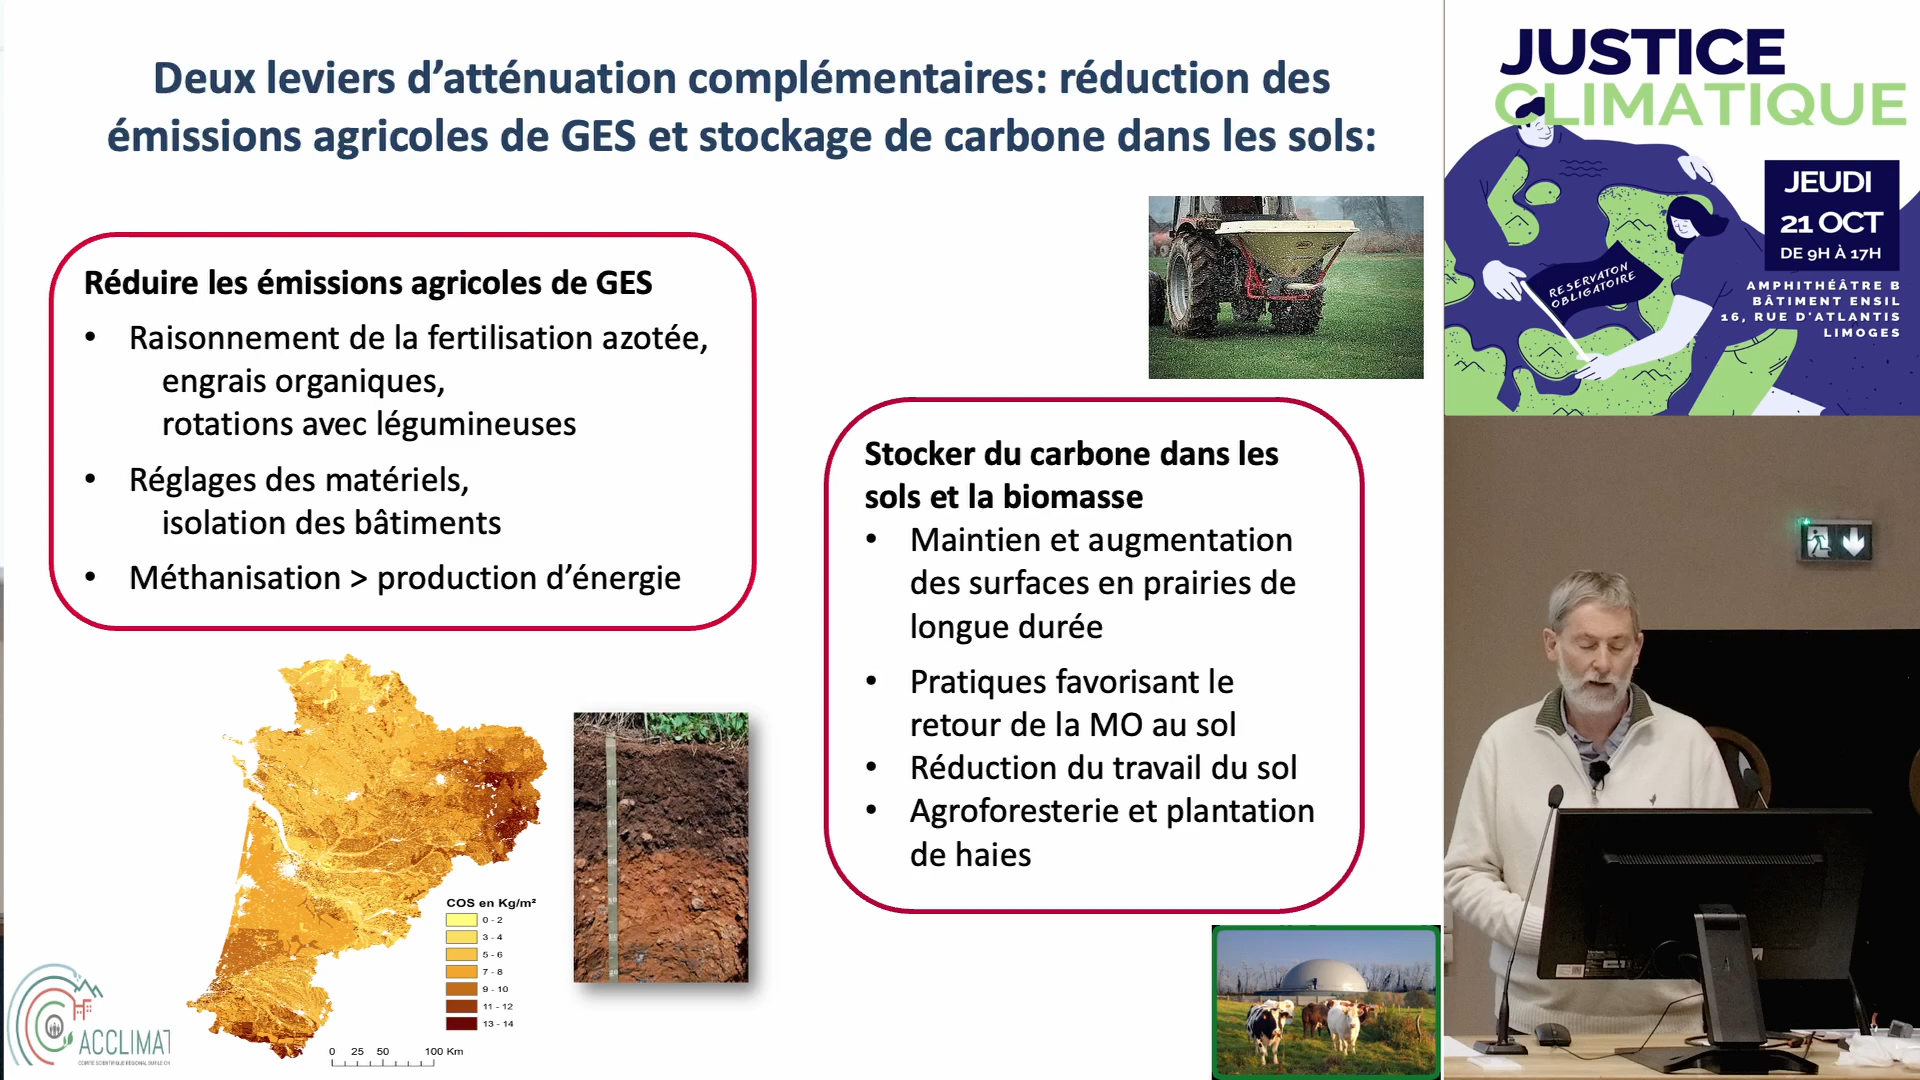 Deux leviers d'atténuation complémentaires: réduction des
émissions agricoles de GES et stockage de carbone dans les sols:
Réduire les émissions agricoles de GES
• Raisonnement de la fertilisation azotée,
engrais organiques,
rotations avec légumineuses
• Réglages des matériels,
isolation des bâtiments
• Méthanisation > production d'énergie
Stocker du carbone dans les
sols et la biomasse
• Maintien et augmentation
des surfaces en prairies de
longue durée
• Pratiques favorisant le
retour de la MO au sol
• Réduction du travail du sol
• Agroforesterie et plantation
de haies
COS en Kg/m²
0 - 2
3 - 4
5 - 6
7 - 8
9 - 10
11 - 12
13 - 14
0 25 50 100 Km
ACCLIMAT
JUSTICE
CLIMATIQUE
JEUDI
21 OCT
DE 9H À 17H
RESERVATON
OBLIGATOIRE
AMPHITHÉÂTRE B
BÂTIMENT ENSIL
16, RUE D'ATLANTIS
LIMOGES